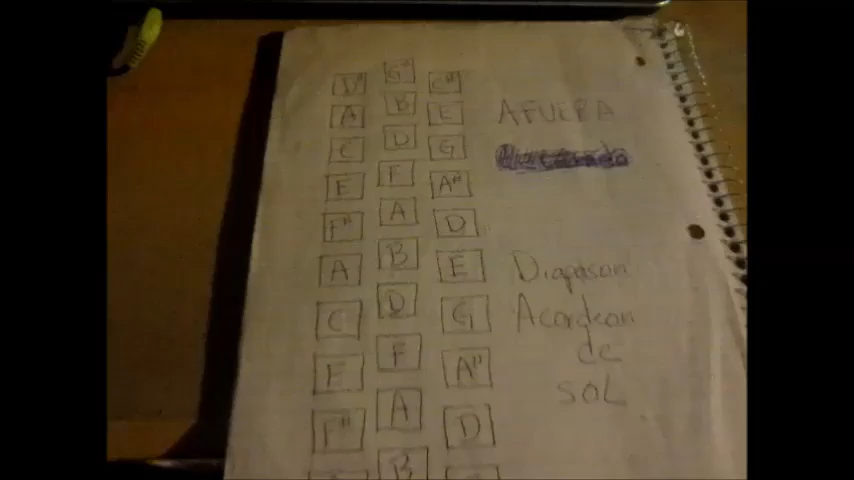 D# G# C#
A B E
C D G
E F A#
F# A D
A B E
C D G
E F A#
F# A D
B
AFUERA
Diapason
Acordeon
de
SOL